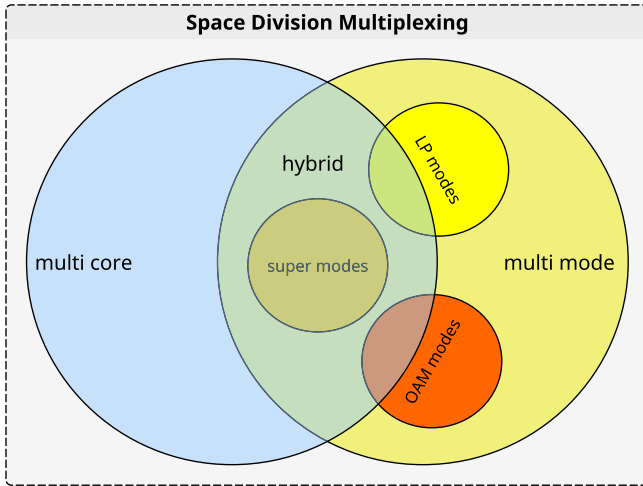 Space Division Multiplexing
LP modes
hybrid
multi core
super modes
multi mode
OAM modes